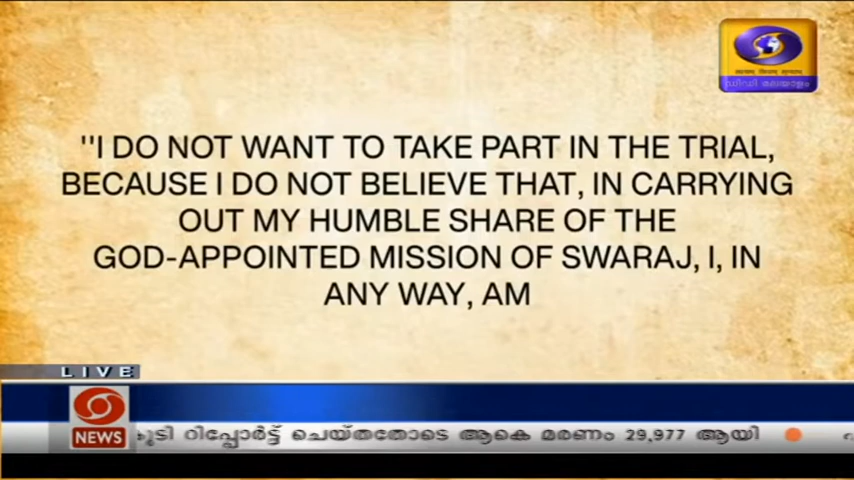 ഡിഡി മലയാളം
"I DO NOT WANT TO TAKE PART IN THE TRIAL,
BECAUSE I DO NOT BELIEVE THAT, IN CARRYING
OUT MY HUMBLE SHARE OF THE
GOD-APPOINTED MISSION OF SWARAJ, I, IN
ANY WAY, AM
LIVE
NEWS
കൂടി റിപ്പോർട്ട് ചെയ്തതോടെ ആകെ മരണം 29,977 ആയി